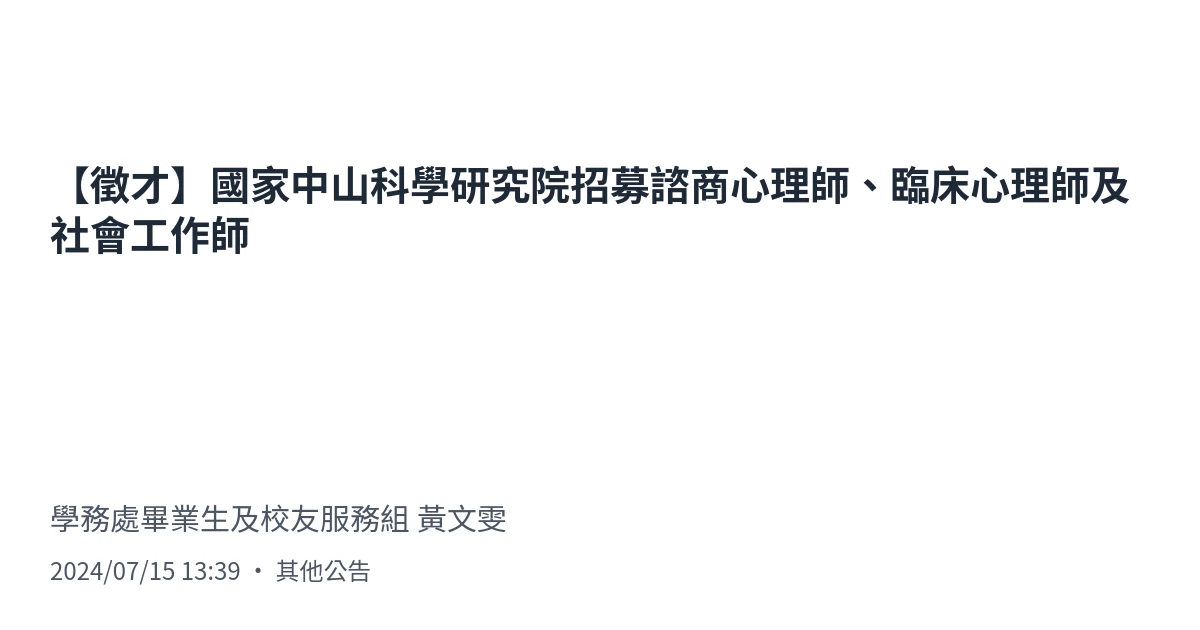 【徵才】國家中山科學研究院招募諮商心理師、臨床心理師及
社會工作師
學務處畢業生及校友服務組 黃文雯
2024/07/15 13:39 ・ 其他公告